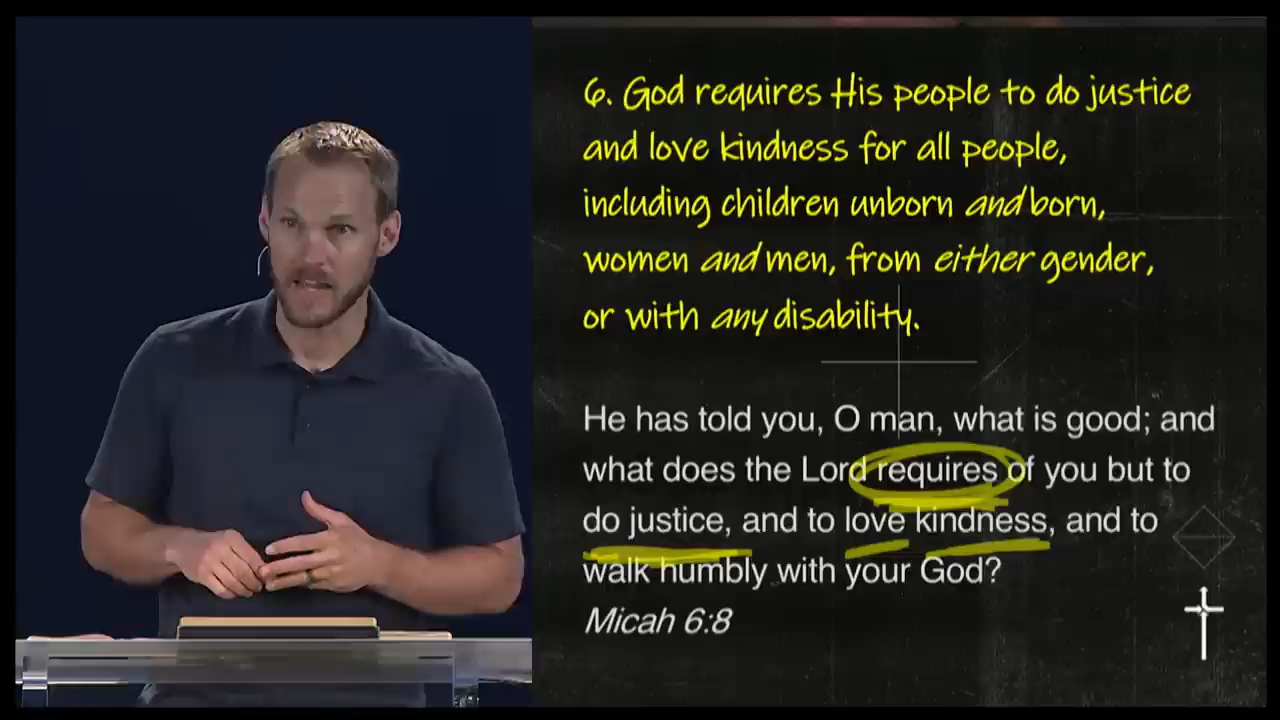 6. God requires His people to do justice
and love kindness for all people,
including children unborn and born,
women and men, from either gender,
or with any disability.
He has told you, O man, what is good; and
what does the Lord requires of you but to
do justice, and to love kindness, and to
walk humbly with your God?
Micah 6:8